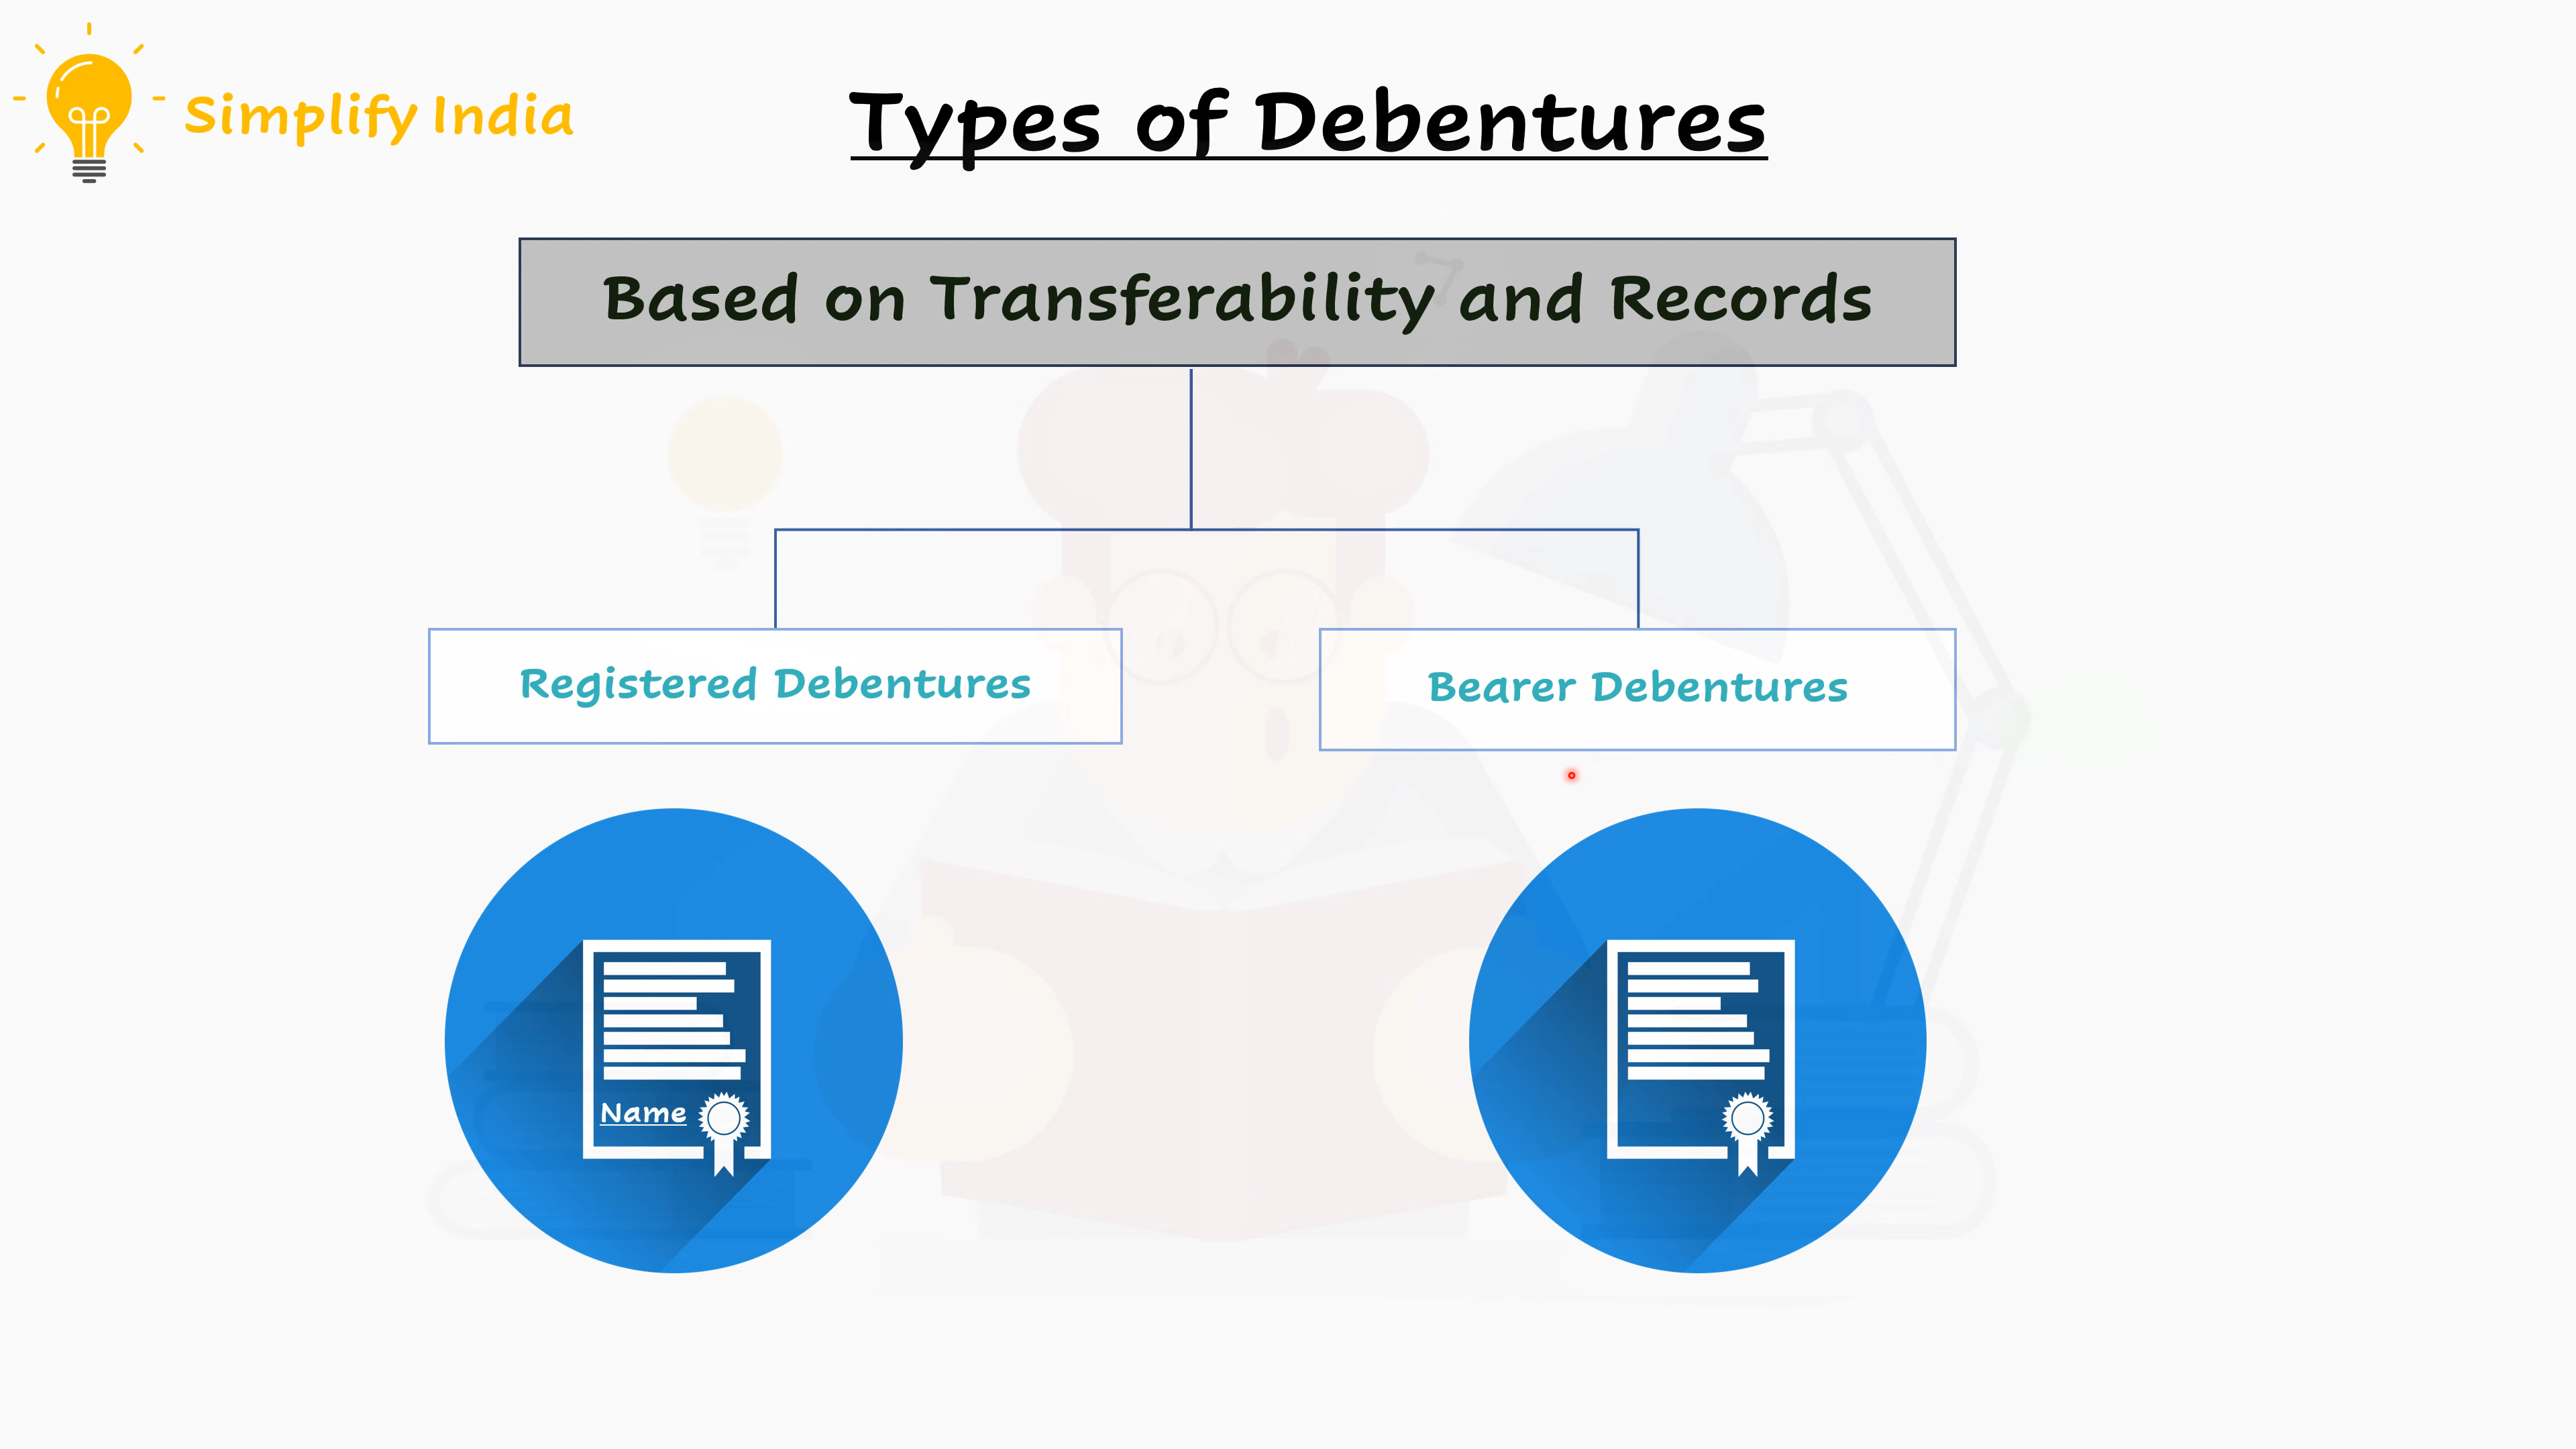 Simplify India
Types of Debentures
Based on Transferability and Records
Registered Debentures
Bearer Debentures
Name